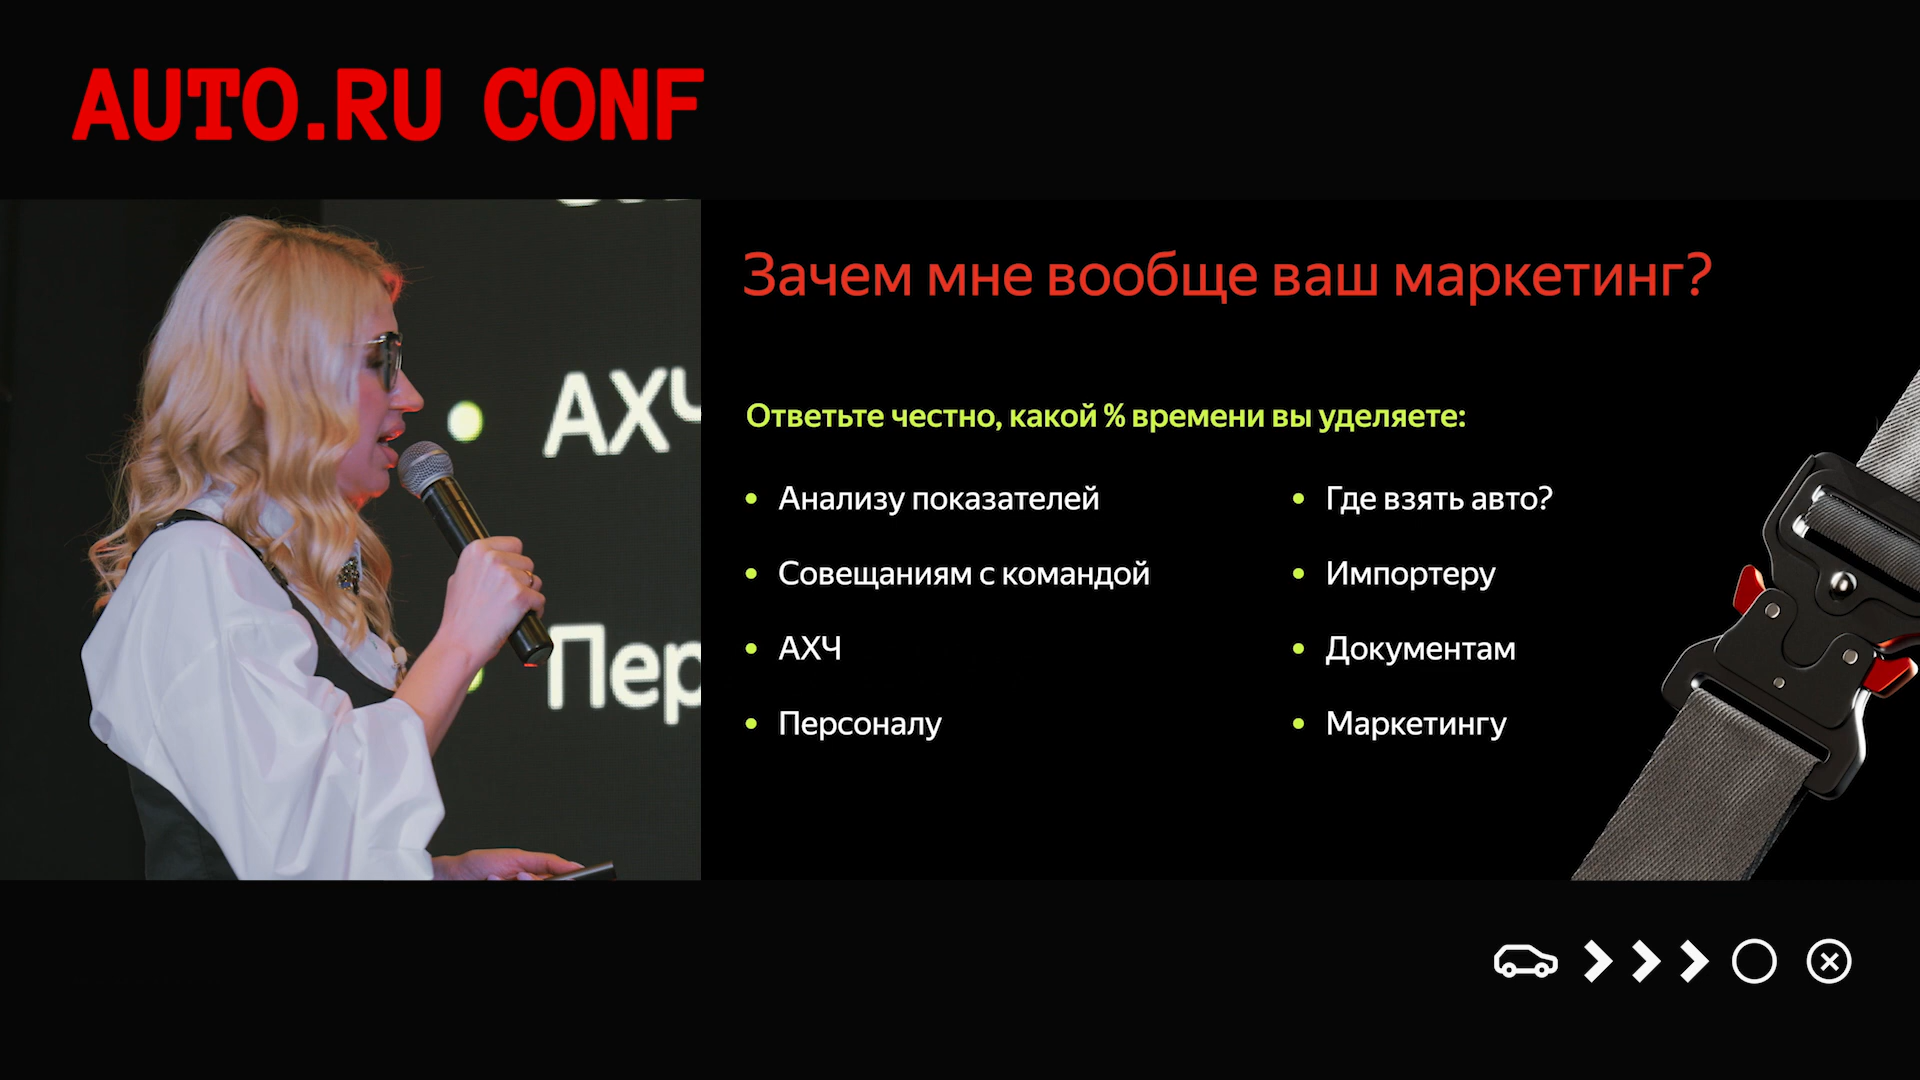 AUTO.RU CONF
АХЧ
Пер
Зачем мне вообще ваш маркетинг?
Ответьте честно, какой % времени вы уделяете:
Анализу показателей
Совещаниям с командой
АХЧ
Персоналу
Где взять авто?
Импортеру
Документам
Маркетингу